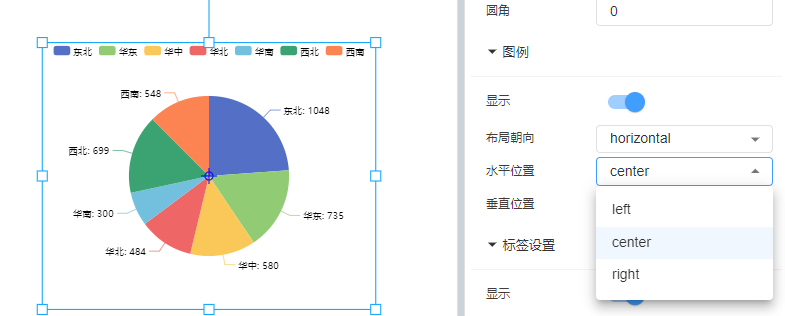 东北 华东 华中 华北 华南 西北 西南
西南: 548
东北: 1048
西北: 699
华南: 300
华东: 735
华北: 484
华中: 580
圆角 0
图例
显示
布局朝向 horizontal
水平位置 center
垂直位置
left
center
right
标签设置
显示